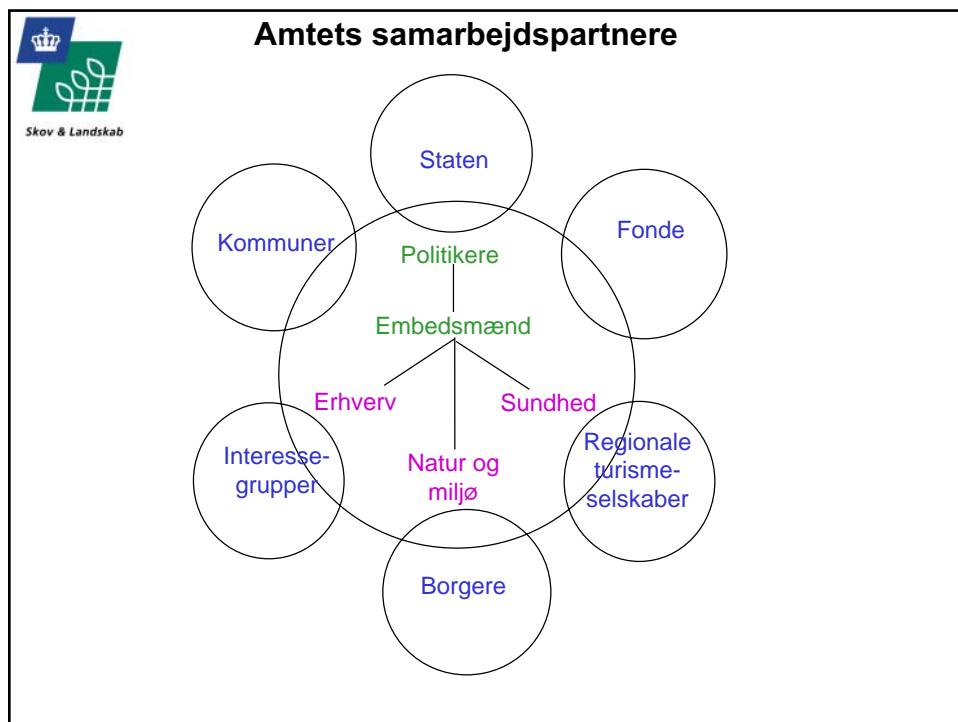 Amtets samarbejdspartnere
Skov & Landskab
Staten
Kommuner
Fonde
Politikere
Embedsmænd
Erhverv
Sundhed
Natur og
miljø
Interesse-
grupper
Regionale
turisme-
selskaber
Borgere